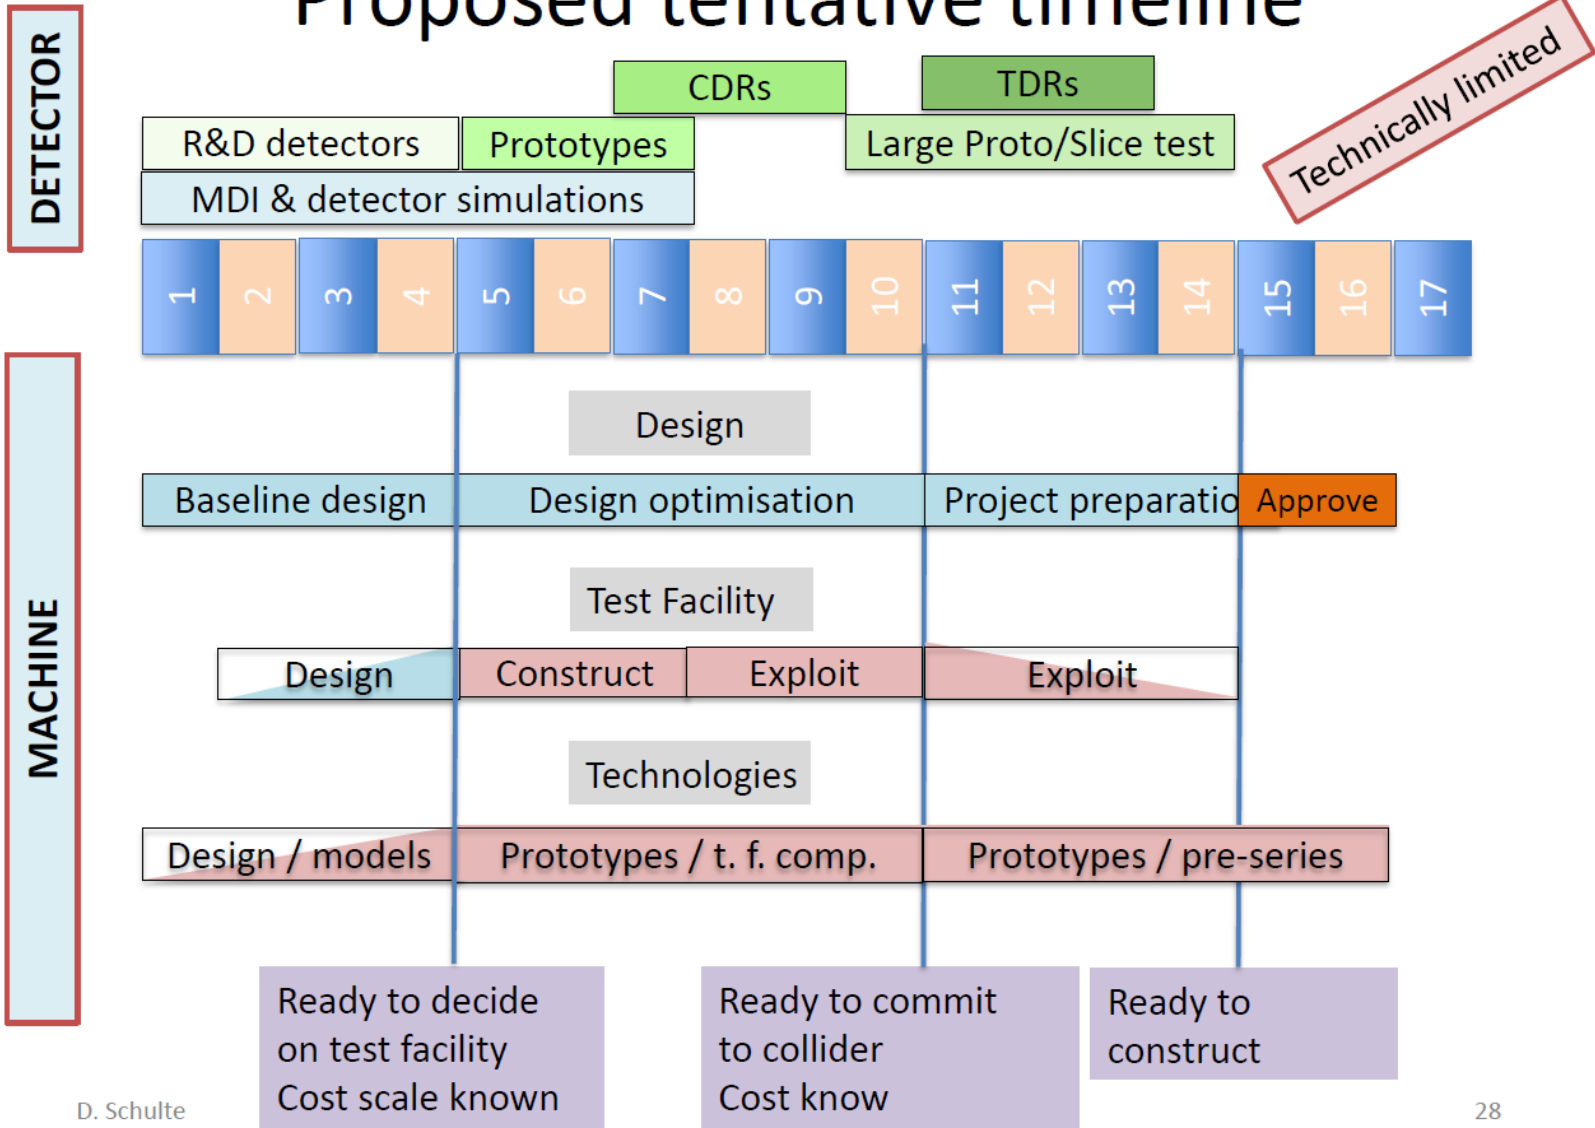 Proposed tentative timeline
DETECTOR
Technically limited
CDRs
TDRs
R&D detectors
Prototypes
Large Proto/Slice test
MDI & detector simulations
1 2 3 4 5 6 7 8 9 10 11 12 13 14 15 16 17
MACHINE
Design
Baseline design
Design optimisation
Project preparatio
Approve
Test Facility
Design
Construct
Exploit
Exploit
Technologies
Design / models
Prototypes / t. f. comp.
Prototypes / pre-series
Ready to decide
on test facility
Cost scale known
Ready to commit
to collider
Cost know
Ready to
construct
D. Schulte
28